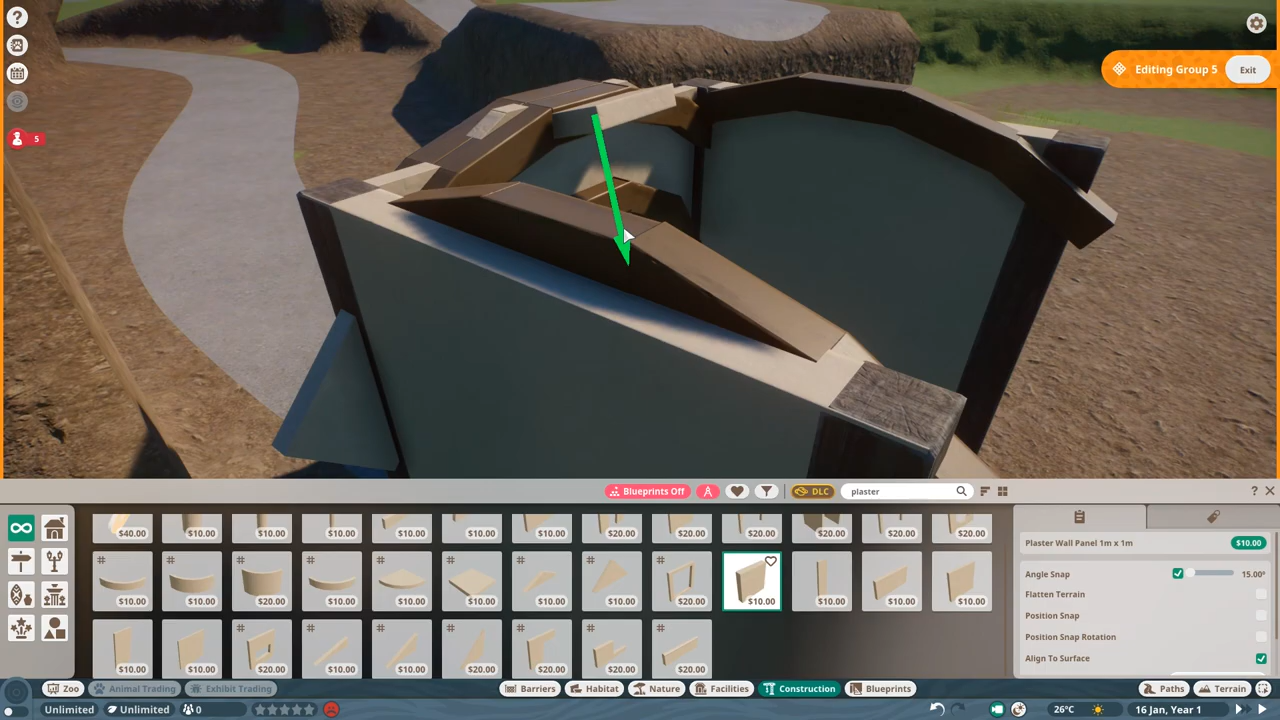 ?
Editing Group 5
Exit
5
Blueprints Off
DLC
plaster
?
$40.00 $10.00 $10.00 $10.00 $10.00 $10.00 $10.00 $20.00 $20.00 $20.00 $20.00 $20.00 $20.00
$10.00 $10.00 $20.00 $10.00 $10.00 $10.00 $10.00 $10.00 $20.00 $10.00 $10.00 $10.00 $10.00
$10.00 $10.00 $20.00 $10.00 $10.00 $20.00 $20.00 $20.00 $20.00
Plaster Wall Panel 1m x 1m $10.00
Angle Snap 15.00°
Flatten Terrain
Position Snap
Position Snap Rotation
Align To Surface
Zoo Animal Trading Exhibit Trading Barriers Habitat Nature Facilities Construction Blueprints Paths Terrain
Unlimited Unlimited 0 26°C 16 Jan, Year 1